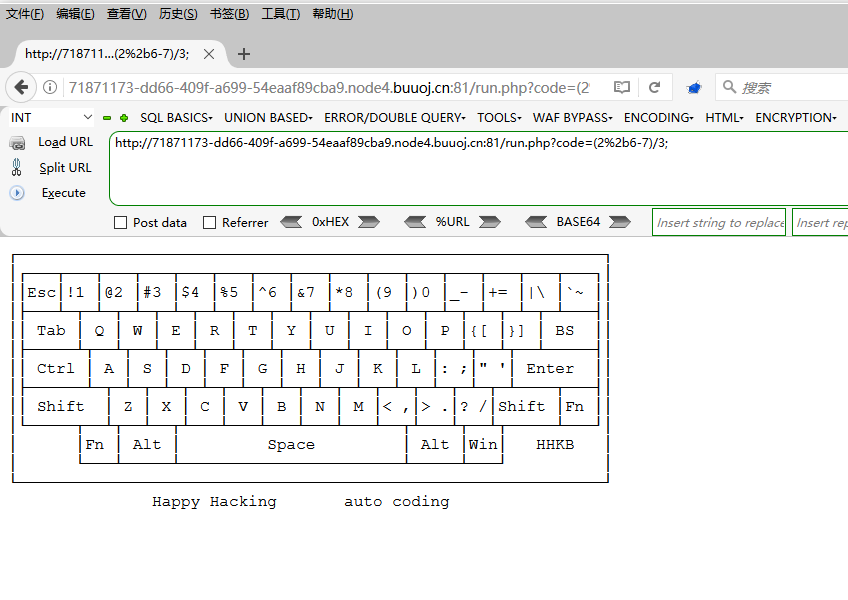 文件(F) 编辑(E) 查看(V) 历史(S) 书签(B) 工具(T) 帮助(H)
http://718711...(2%2b6-7)/3;
71871173-dd66-409f-a699-54eaaf89cba9.node4.buuoj.cn:81/run.php?code=(2 搜索
INT SQL BASICS UNION BASED ERROR/DOUBLE QUERY TOOLS WAF BYPASS ENCODING HTML ENCRYPTION
Load URL http://71871173-dd66-409f-a699-54eaaf89cba9.node4.buuoj.cn:81/run.php?code=(2%2b6-7)/3;
Split URL
Execute
Post data Referrer 0xHEX %URL BASE64 Insert string to replace Insert rep
Esc !1 @2 #3 $4 %5 ^6 &7 *8 (9 )0 _- += |\ `~
Tab Q W E R T Y U I O P {[ }] BS
Ctrl A S D F G H J K L : ; " ' Enter
Shift Z X C V B N M < , > . ? / Shift Fn
Fn Alt Space Alt Win HHKB
Happy Hacking auto coding